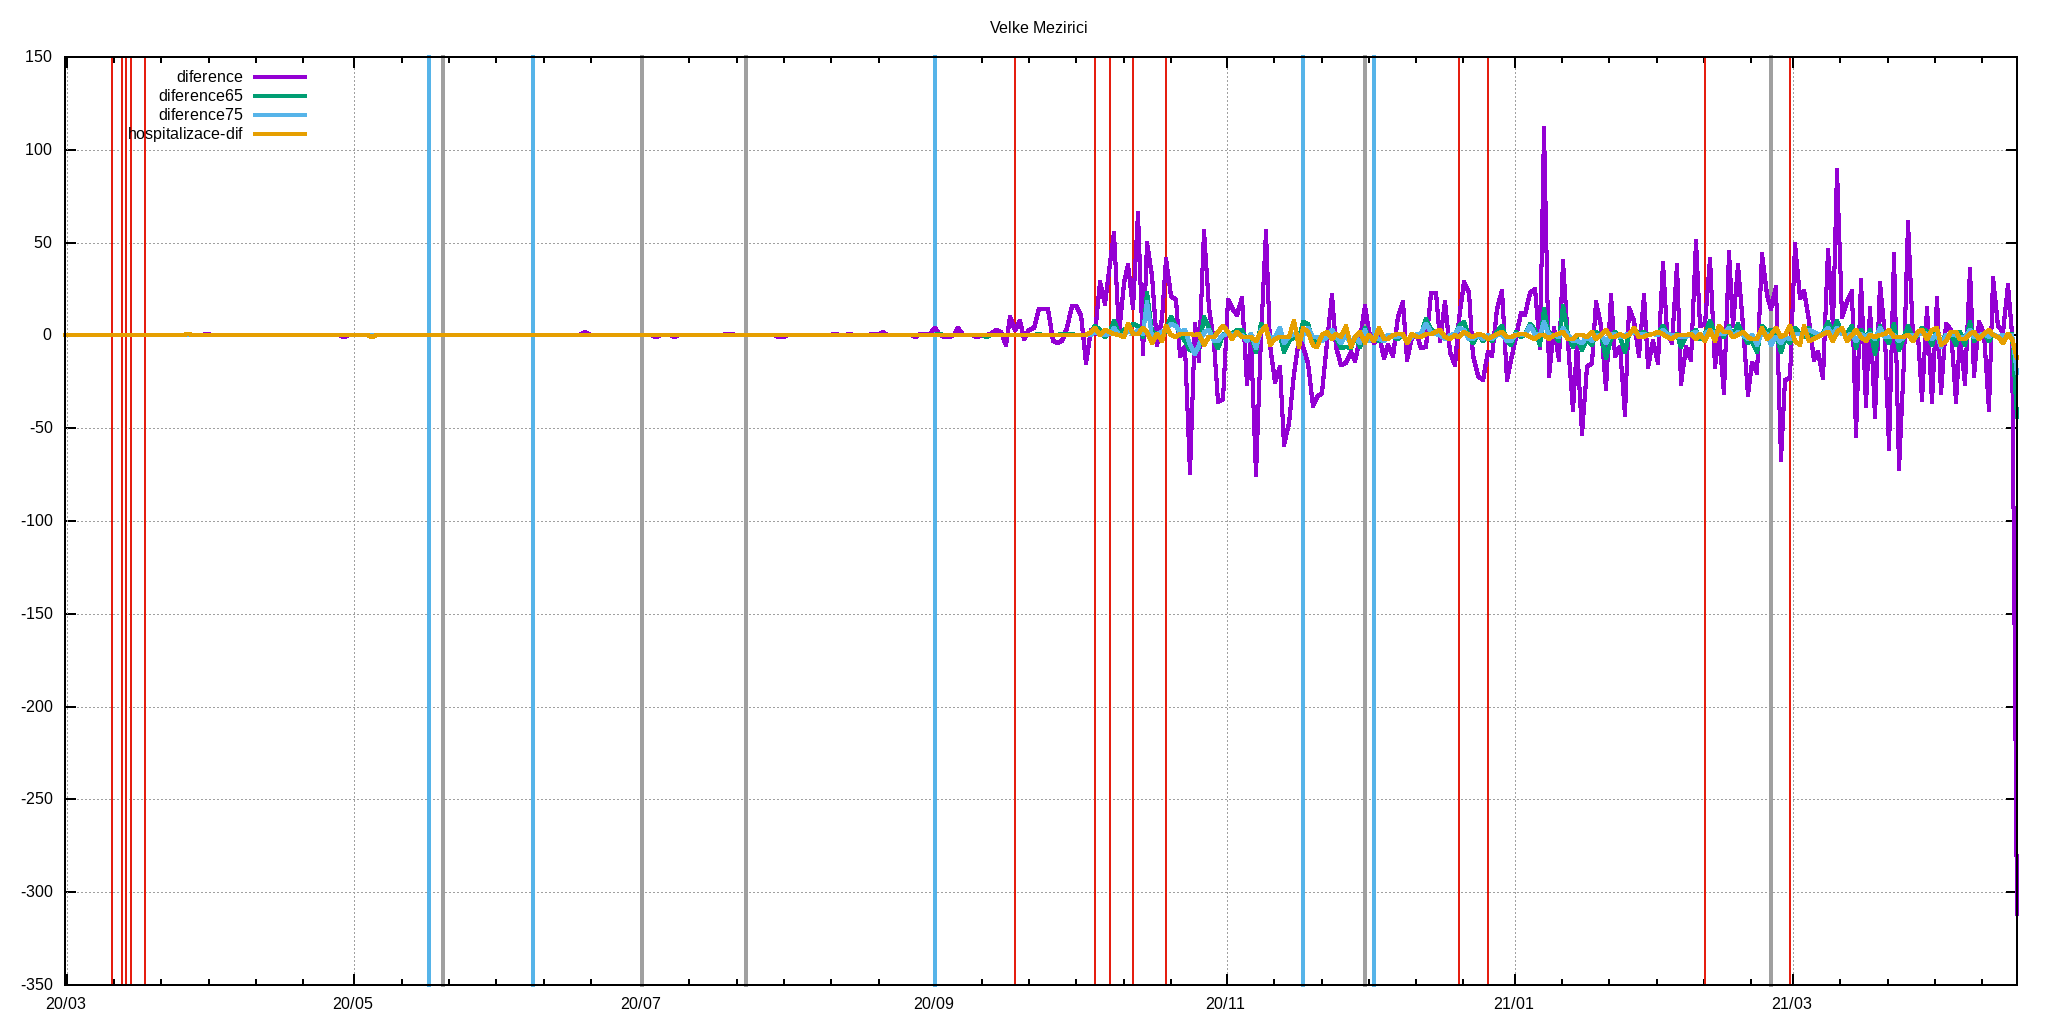 Velke Mezirici
150
diference
diference65
diference75
hospitalizace-dif
100
50
0
-50
-100
-150
-200
-250
-300
-350
20/03 20/05 20/07 20/09 20/11 21/01 21/03